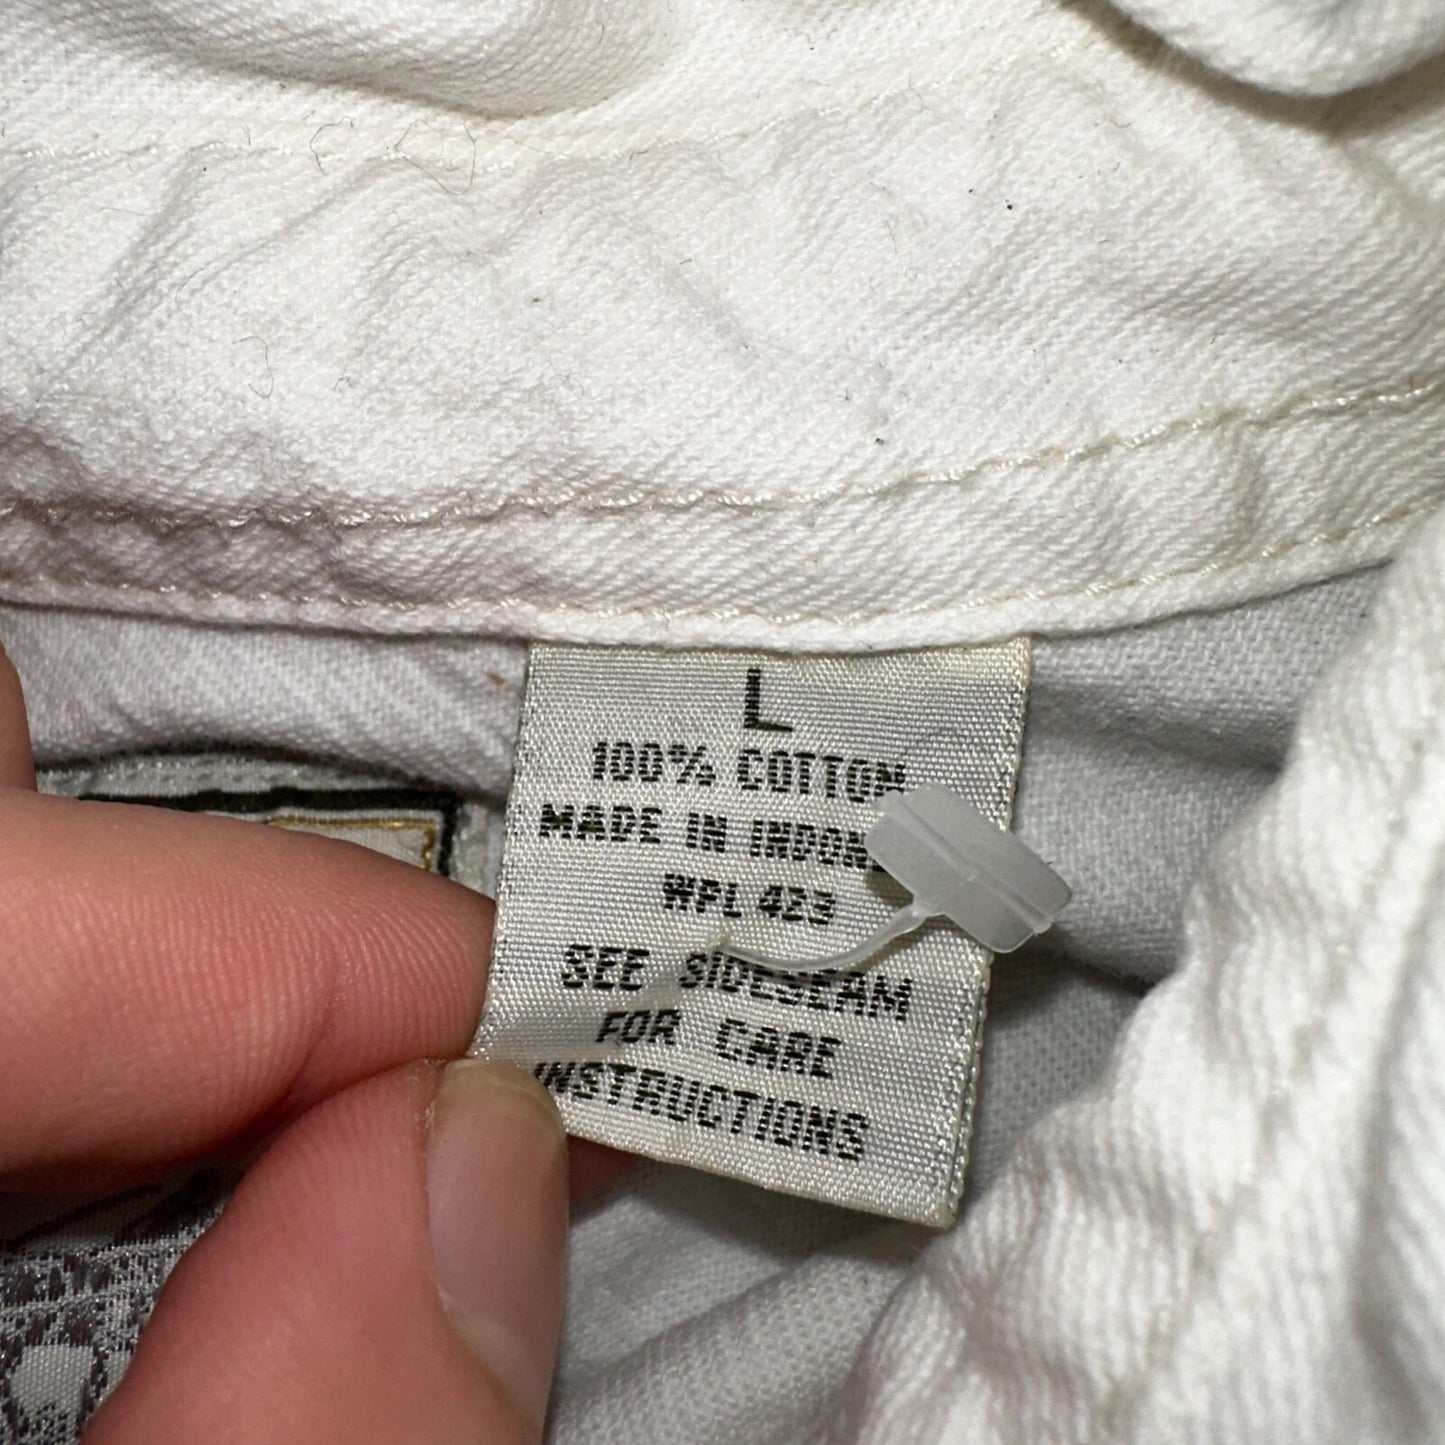 L
100% COTTON
MADE IN INDONE
WPL 423
SEE SIDESEAM
FOR CARE
INSTRUCTIONS